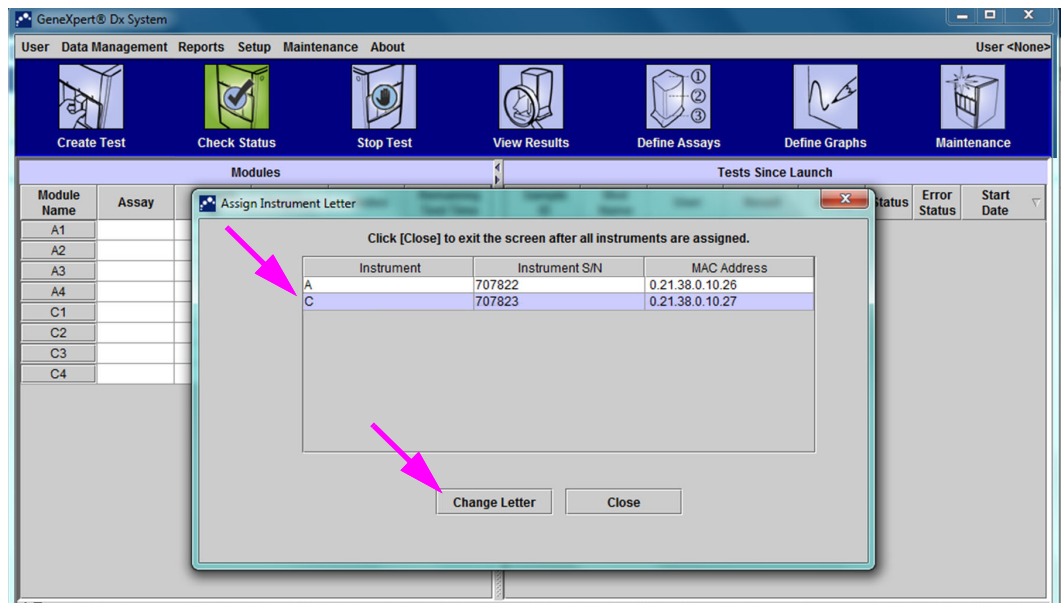 GeneXpert® Dx System
User Data Management Reports Setup Maintenance About User <None>
Create Test Check Status Stop Test View Results Define Assays Define Graphs Maintenance
Modules Tests Since Launch
Module Name Assay Status Error Status Start Date
Assign Instrument Letter
Click [Close] to exit the screen after all instruments are assigned.
Instrument Instrument S/N MAC Address
A 707822 0.21.38.0.10.26
C 707823 0.21.38.0.10.27
A1
A2
A3
A4
C1
C2
C3
C4
Change Letter Close